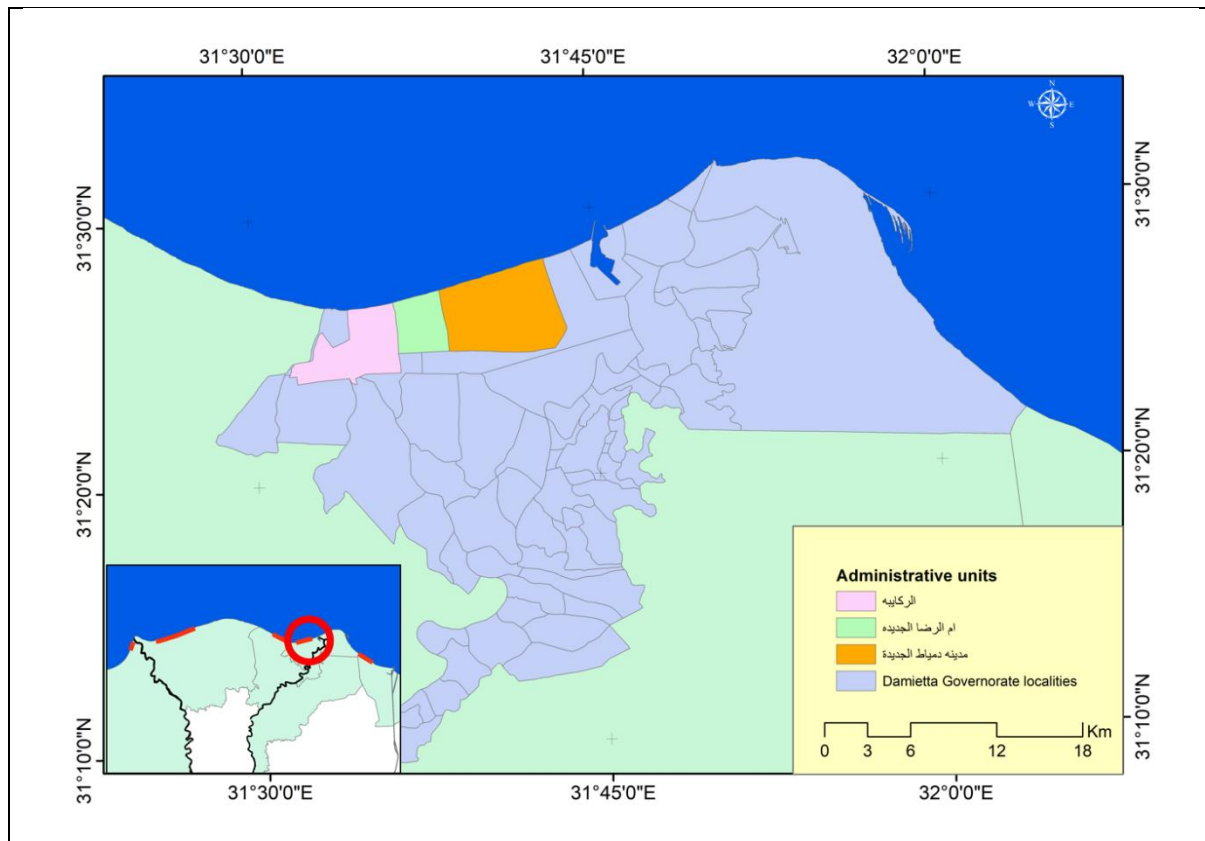 31°30'0"E 31°45'0"E 32°0'0"E
N
W E
S
31°30'0"N
31°30'0"N
31°20'0"N
31°20'0"N
31°10'0"N
31°10'0"N
Administrative units
الركايبه
ام الرضا الجديده
مدينه دمياط الجديدة
Damietta Governorate localities
Km
0 3 6 12 18
31°30'0"E 31°45'0"E 32°0'0"E